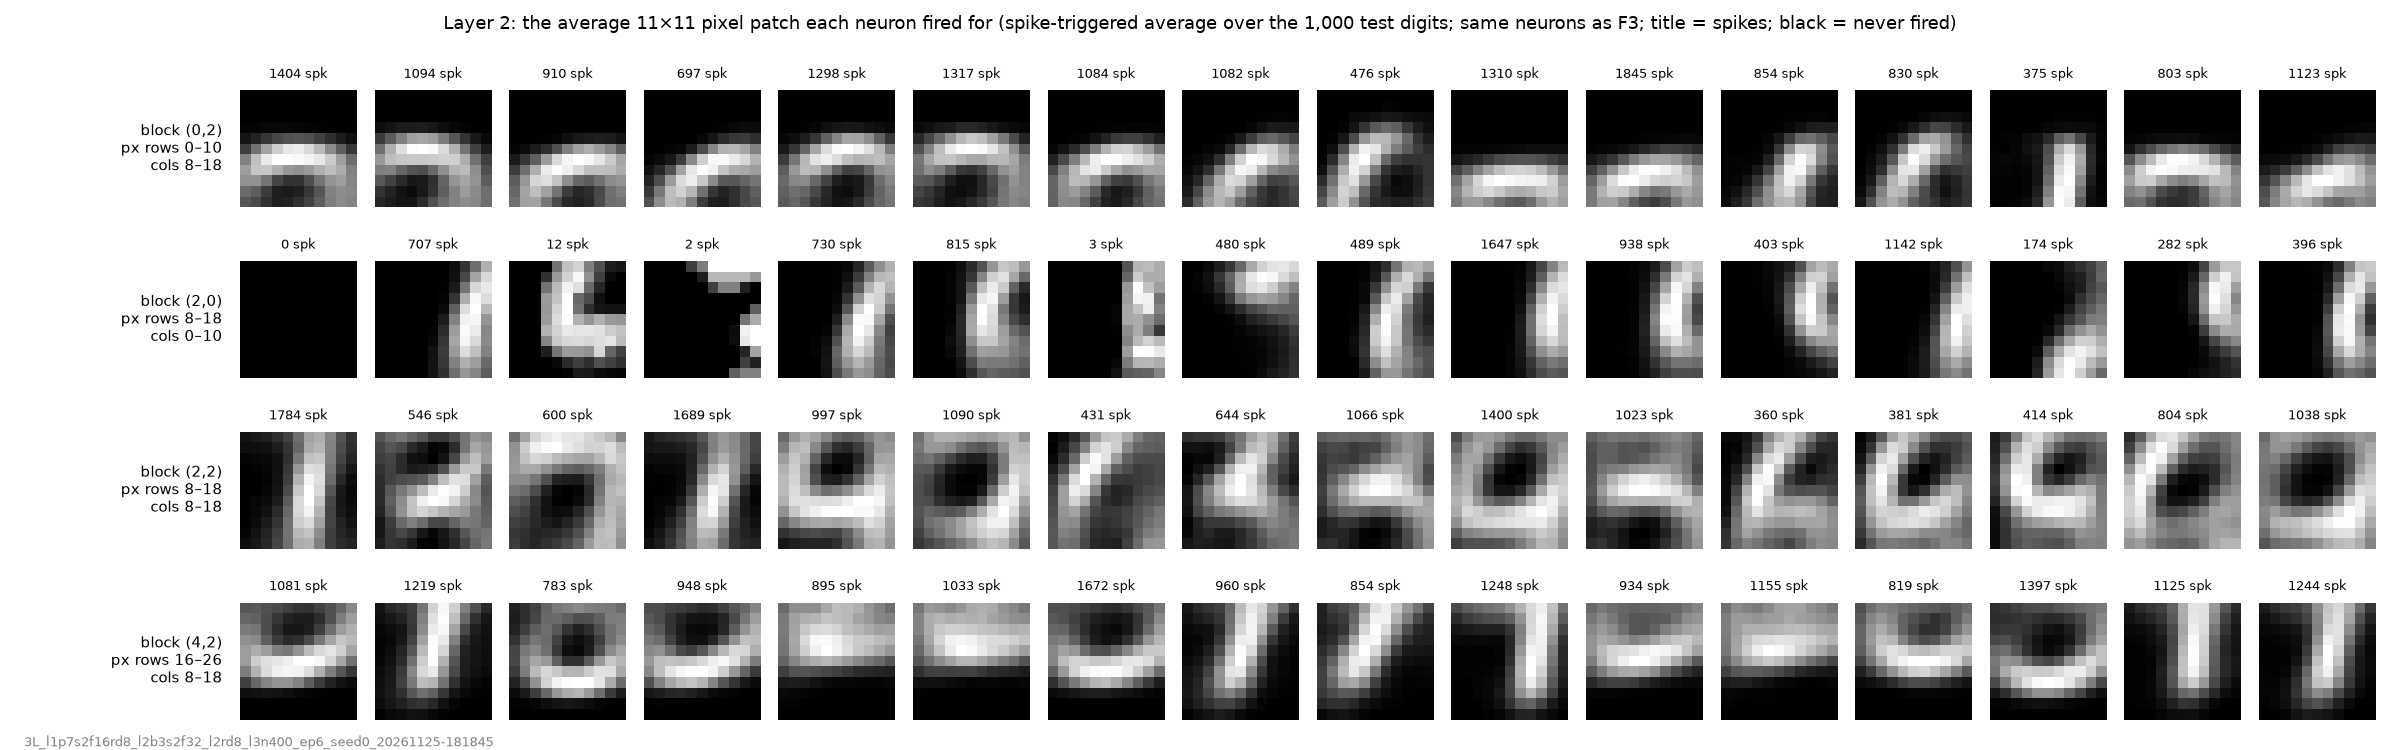 Layer 2: the average 11×11 pixel patch each neuron fired for (spike-triggered average over the 1,000 test digits; same neurons as F3; title = spikes; black = never fired)
1404 spk 1094 spk 910 spk 697 spk 1298 spk 1317 spk 1084 spk 1082 spk 476 spk 1310 spk 1845 spk 854 spk 830 spk 375 spk 803 spk 1123 spk
block (0,2)
px rows 0–10
cols 8–18
0 spk 707 spk 12 spk 2 spk 730 spk 815 spk 3 spk 480 spk 489 spk 1647 spk 938 spk 403 spk 1142 spk 174 spk 282 spk 396 spk
block (2,0)
px rows 8–18
cols 0–10
1784 spk 546 spk 600 spk 1689 spk 997 spk 1090 spk 431 spk 644 spk 1066 spk 1400 spk 1023 spk 360 spk 381 spk 414 spk 804 spk 1038 spk
block (2,2)
px rows 8–18
cols 8–18
1081 spk 1219 spk 783 spk 948 spk 895 spk 1033 spk 1672 spk 960 spk 854 spk 1248 spk 934 spk 1155 spk 819 spk 1397 spk 1125 spk 1244 spk
block (4,2)
px rows 16–26
cols 8–18
3L_l1p7s2f16rd8_l2b3s2f32_l2rd8_l3n400_ep6_seed0_20261125-181845